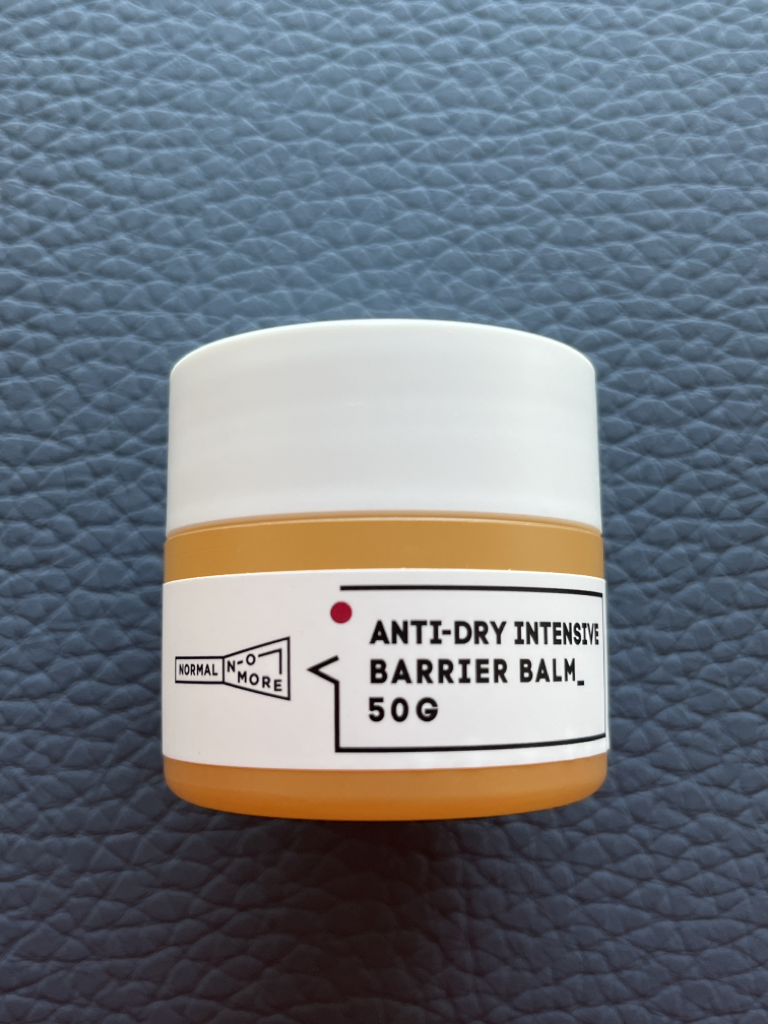 NORMAL
N-O
MORE
ANTI-DRY INTENSIVE
BARRIER BALM_
50G